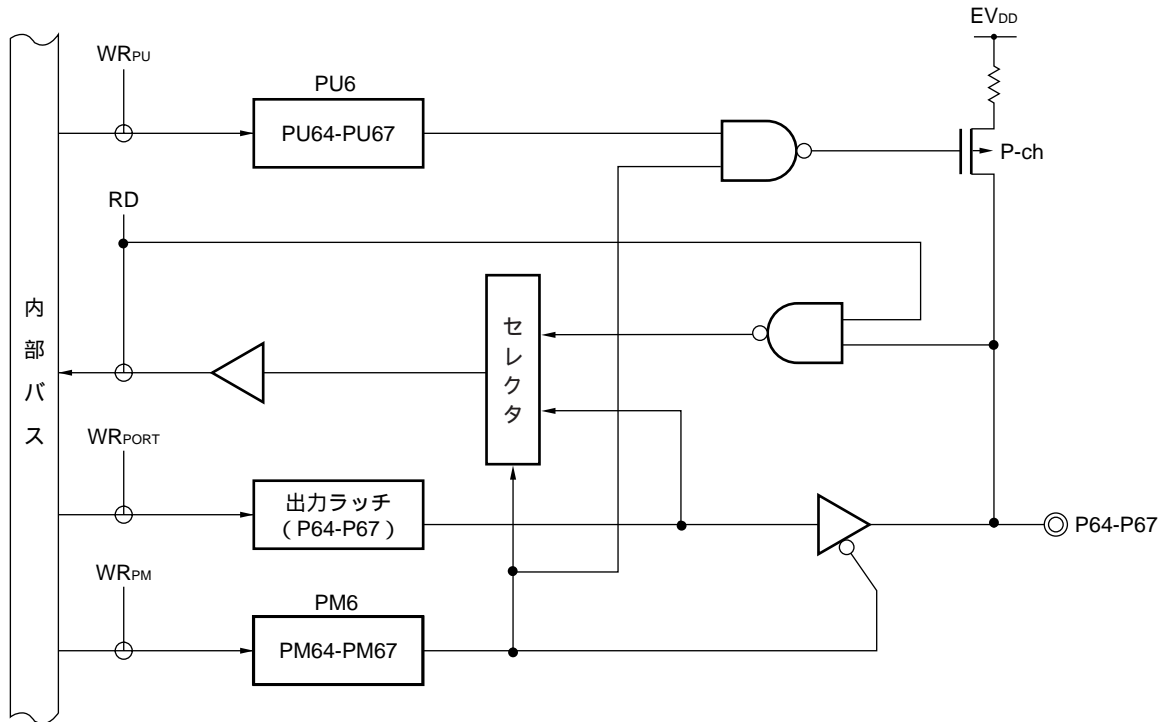 EVDD
WRPU
PU6
PU64-PU67
P-ch
RD
内部バス
セレクタ
WRPORT
出力ラッチ
(P64-P67)
P64-P67
WRPM
PM6
PM64-PM67